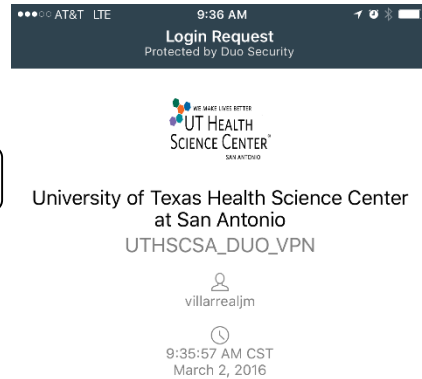 ●●●○○ AT&T LTE 9:36 AM
Login Request
Protected by Duo Security
WE MAKE LIVES BETTER
UT HEALTH
SCIENCE CENTER®
SAN ANTONIO
University of Texas Health Science Center
at San Antonio
UTHSCSA_DUO_VPN
villarrealjm
9:35:57 AM CST
March 2, 2016